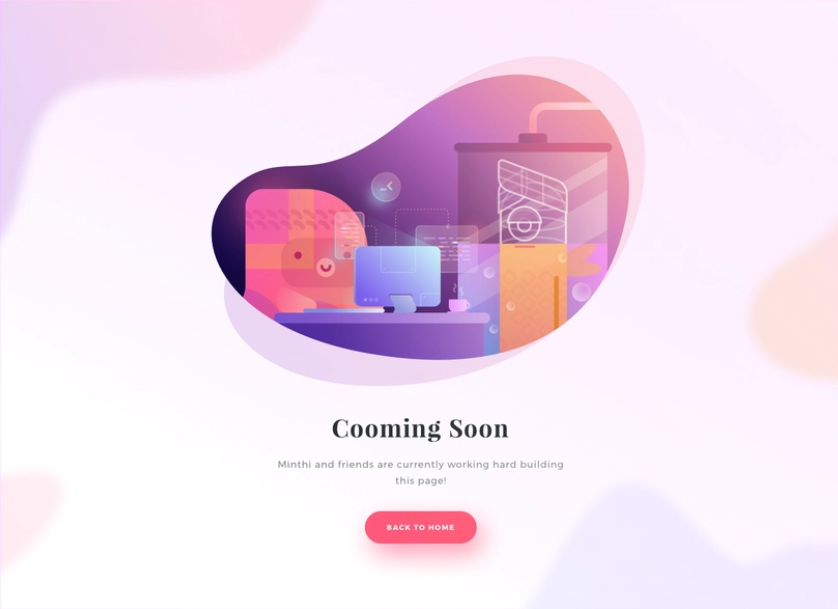 Cooming Soon
Minthi and friends are currently working hard building
this page!
BACK TO HOME